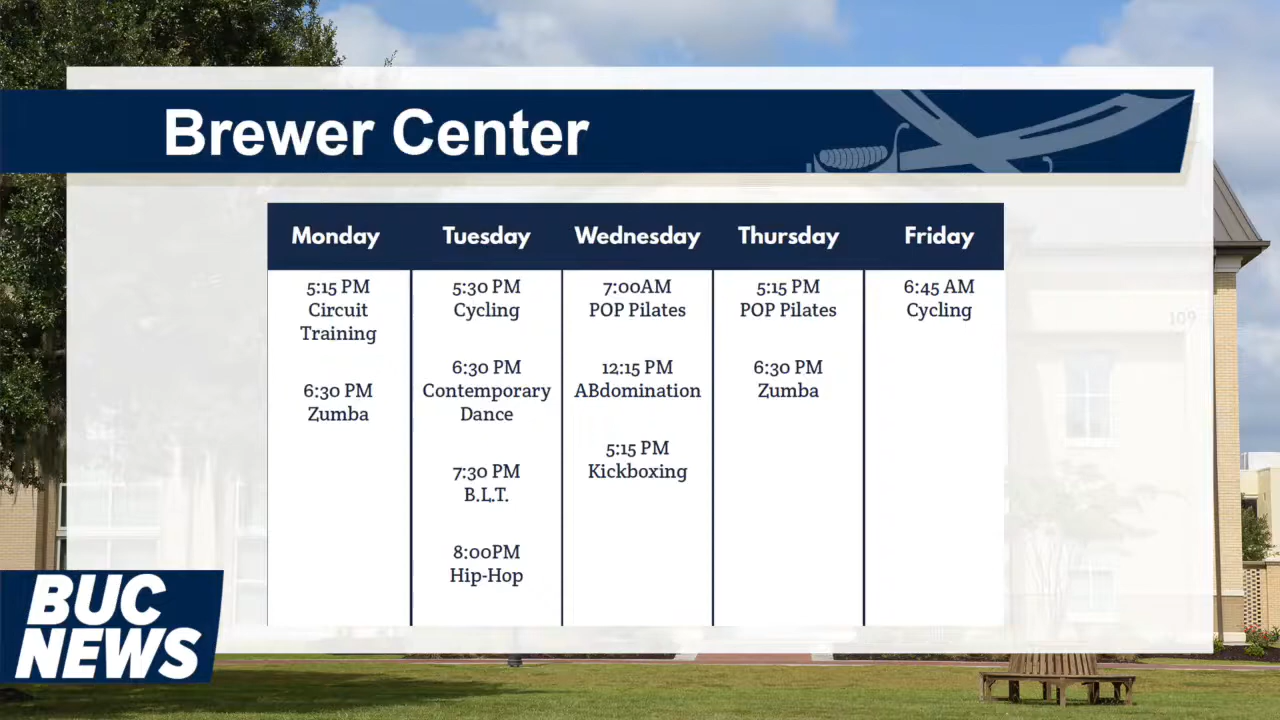 Brewer Center
Monday Tuesday Wednesday Thursday Friday
5:15 PM
Circuit
Training
6:30 PM
Zumba
5:30 PM
Cycling
6:30 PM
Contemporary
Dance
7:30 PM
B.L.T.
8:00PM
Hip-Hop
7:00AM
POP Pilates
12:15 PM
ABdomination
5:15 PM
Kickboxing
5:15 PM
POP Pilates
6:30 PM
Zumba
6:45 AM
Cycling
109
BUC
NEWS